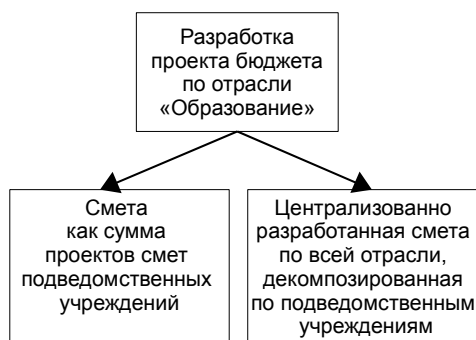 Разработка
проекта бюджета
по отрасли
«Образование»
Смета
как сумма
проектов смет
подведомственных
учреждений
Централизованно
разработанная смета
по всей отрасли,
декомпозированная
по подведомственным
учреждениям